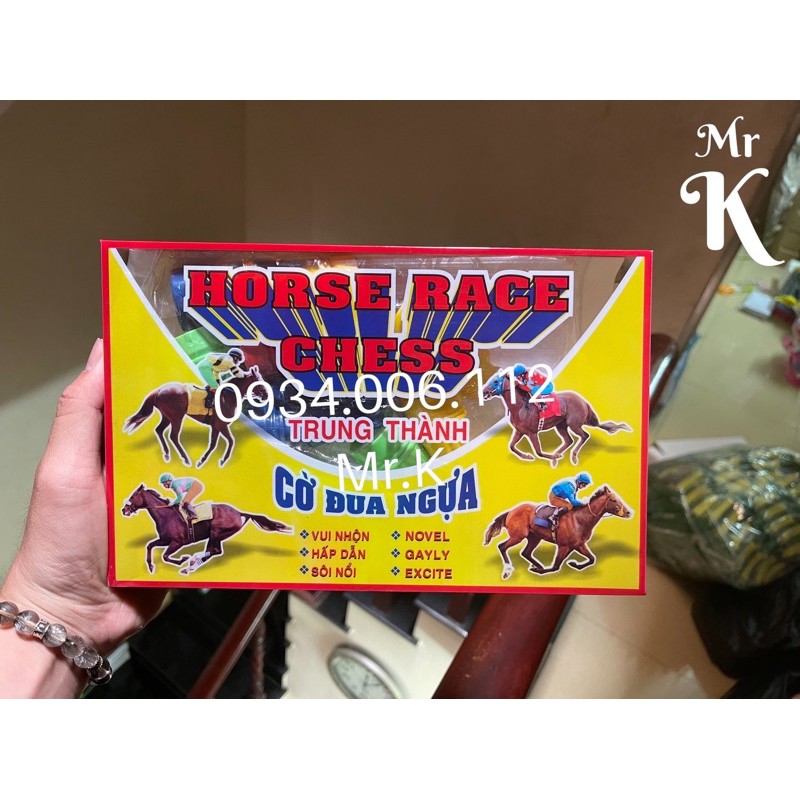 Mr
K
HORSE RACE
CHESS
0934.006.112
TRUNG THÀNH
Mr.K
CỜ ĐUA NGỰA
❖ VUI NHỘN ❖ NOVEL
❖ HẤP DẪN ❖ GAYLY
❖ SÔI NỔI ❖ EXCITE